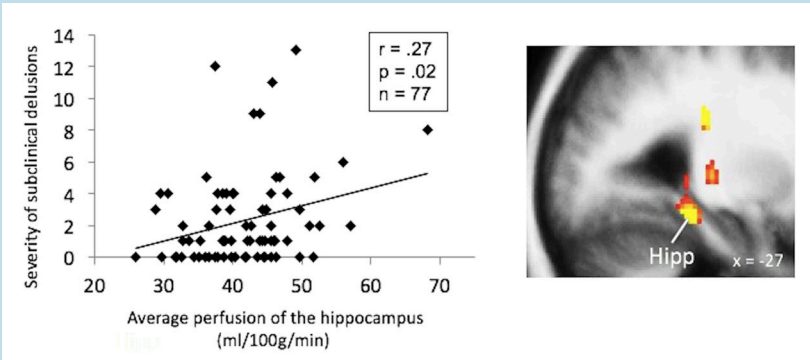 14
12
10
8
6
4
2
0
20 30 40 50 60 70
Severity of subclinical delusions
Average perfusion of the hippocampus
(ml/100g/min)
r = .27
p = .02
n = 77
Hipp
x = -27